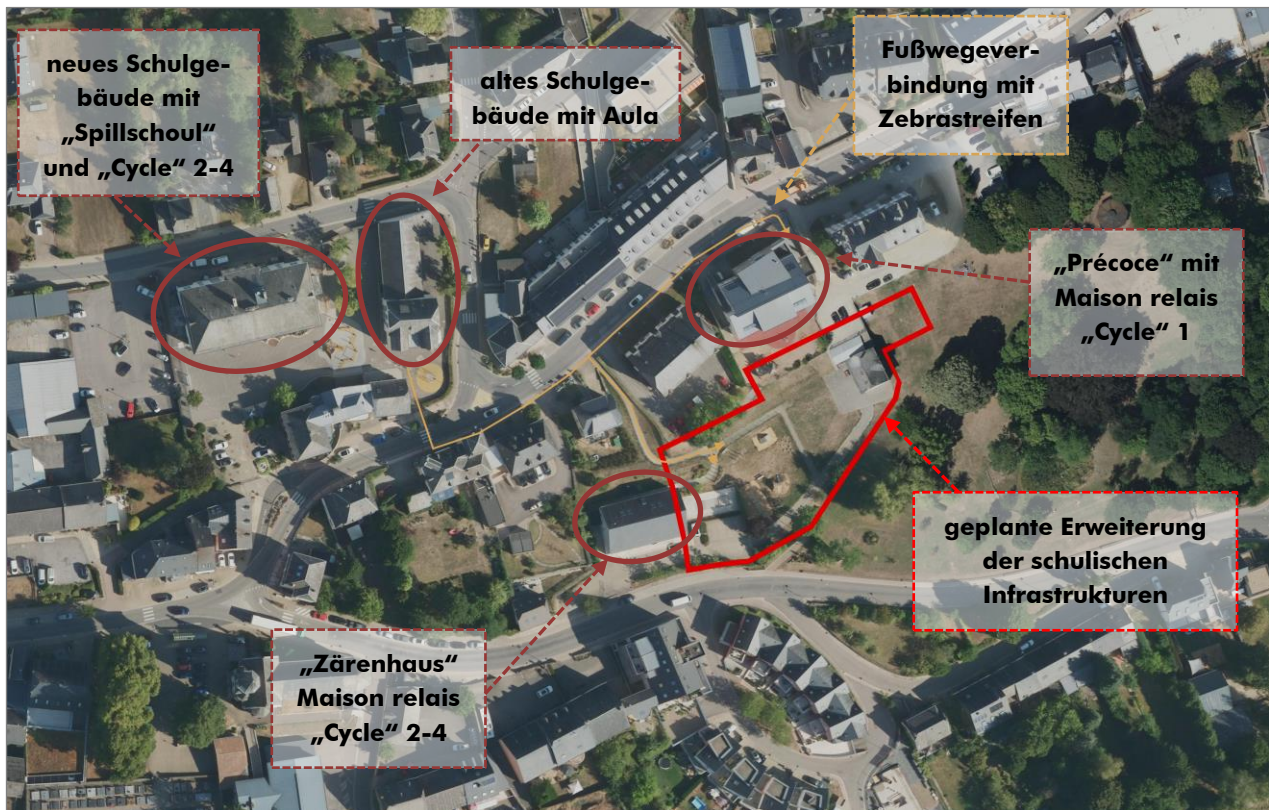 neues Schulge-
bäude mit
„Spillschoul“
und „Cycle“ 2-4
altes Schulge-
bäude mit Aula
Fußwegever-
bindung mit
Zebrastreifen
„Précoce“ mit
Maison relais
„Cycle“ 1
geplante Erweiterung
der schulischen
Infrastrukturen
„Zärenhaus“
Maison relais
„Cycle“ 2-4